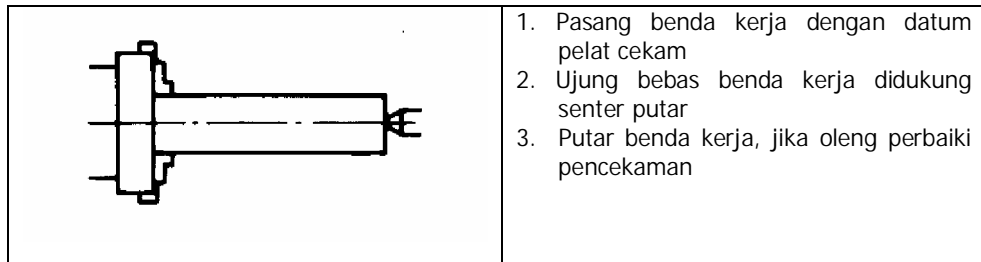 1. Pasang benda kerja dengan datum
pelat cekam
2. Ujung bebas benda kerja didukung
senter putar
3. Putar benda kerja, jika oleng perbaiki
pencekaman